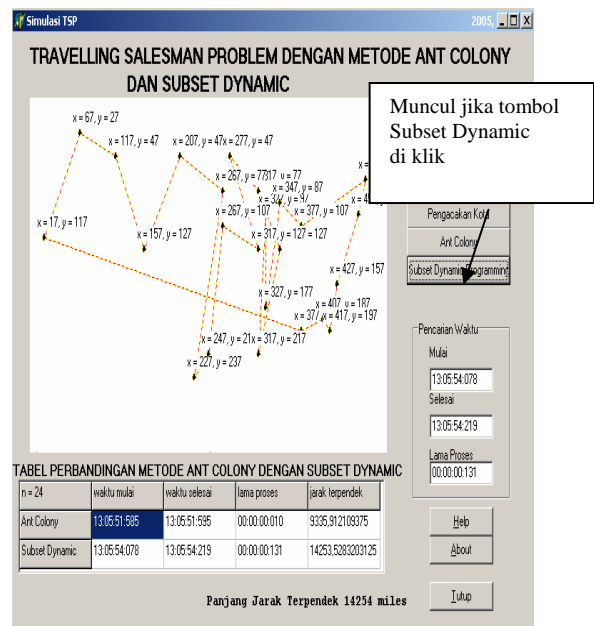 Simulasi TSP 2005,
TRAVELLING SALESMAN PROBLEM DENGAN METODE ANT COLONY
DAN SUBSET DYNAMIC
Muncul jika tombol
Subset Dynamic
di klik
x = 67, y = 27
x = 117, y = 47
x = 207, y = 47
x = 277, y = 47
x =
x = 267, y = 77
y = 77
x = 347, y = 87
x = 267, y = 107
x = 377, y = 107
x = 17, y = 117
x = 157, y = 127
x = 317, y = 127
x = 427, y = 157
x = 327, y = 177
x = 417, y = 197
x = 247, y = 21
x = 317, y = 217
x = 227, y = 237
Pengacakan Kota
Ant Colony
Subset Dynamic Programming
Pencarian Waktu
Mulai
13:05:54:078
Selesai
13:05:54:219
Lama Proses
00:00:00:131
TABEL PERBANDINGAN METODE ANT COLONY DENGAN SUBSET DYNAMIC
n = 24 waktu mulai waktu selesai lama proses jarak terpendek
Ant Colony 13:05:51:585 13:05:51:595 00:00:00:010 9335,912109375
Subset Dynamic 13:05:54:078 13:05:54:219 00:00:00:131 14253,5283203125
Help
About
Tutup
Panjang Jarak Terpendek 14254 miles